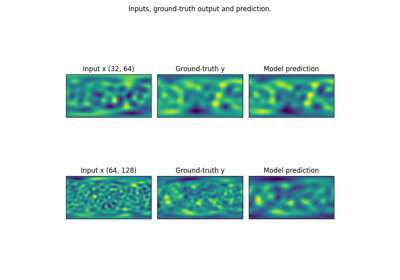 Inputs, ground-truth output and prediction.
Input x (32, 64) Ground-truth y Model prediction
Input x (64, 128) Ground-truth y Model prediction